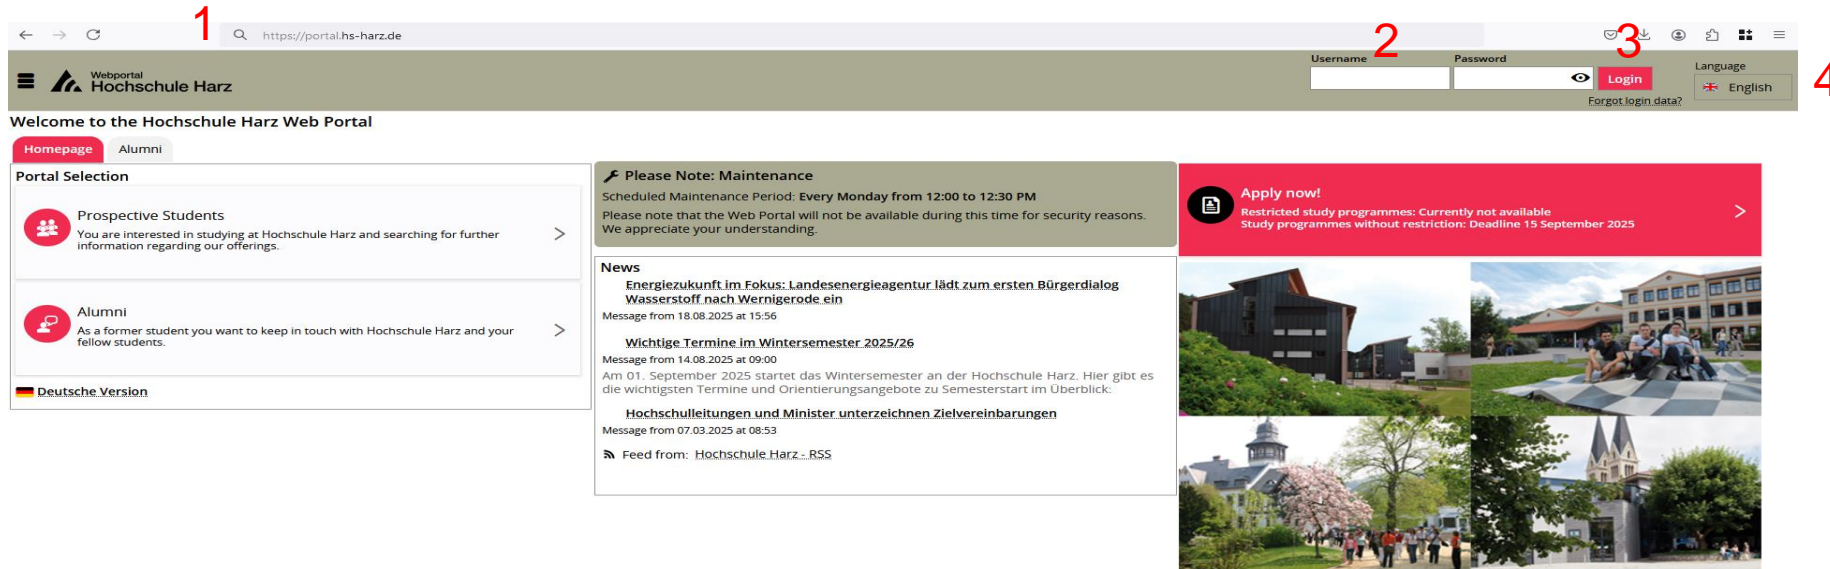 1
https://portal.hs-harz.de
2
3
4
Webportal
Hochschule Harz
Username
Password
Login
Forgot login data?
Language
English
Welcome to the Hochschule Harz Web Portal
Homepage
Alumni
Portal Selection
Prospective Students
You are interested in studying at Hochschule Harz and searching for further
information regarding our offerings.
Alumni
As a former student you want to keep in touch with Hochschule Harz and your
fellow students.
Deutsche Version
Please Note: Maintenance
Scheduled Maintenance Period: Every Monday from 12:00 to 12:30 PM
Please note that the Web Portal will not be available during this time for security reasons.
We appreciate your understanding.
News
Energiezukunft im Fokus: Landesenergieagentur lädt zum ersten Bürgerdialog
Wasserstoff nach Wernigerode ein
Message from 18.08.2025 at 15:56
Wichtige Termine im Wintersemester 2025/26
Message from 14.08.2025 at 09:00
Am 01. September 2025 startet das Wintersemester an der Hochschule Harz. Hier gibt es
die wichtigsten Termine und Orientierungsangebote zu Semesterstart im Überblick:
Hochschulleitungen und Minister unterzeichnen Zielvereinbarungen
Message from 07.03.2025 at 08:53
Feed from: Hochschule Harz - RSS
Apply now!
Restricted study programmes: Currently not available
Study programmes without restriction: Deadline 15 September 2025